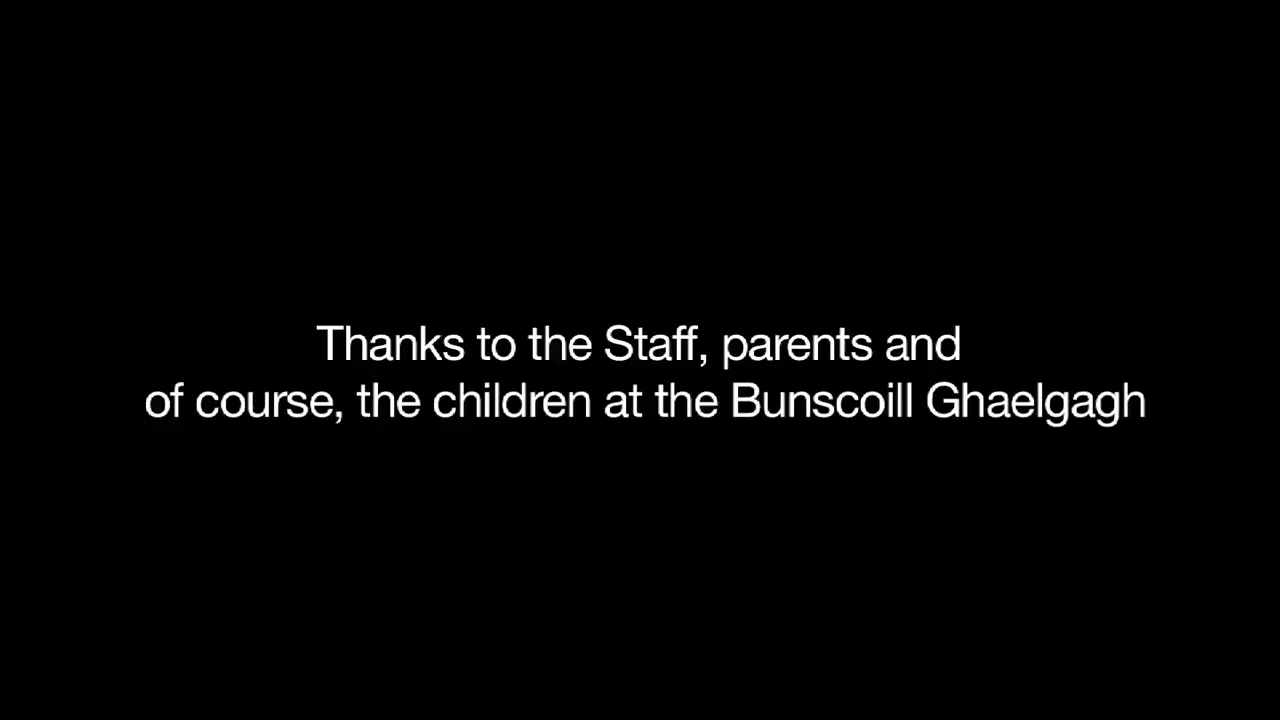 Thanks to the Staff, parents and
of course, the children at the Bunscoill Ghaelgagh